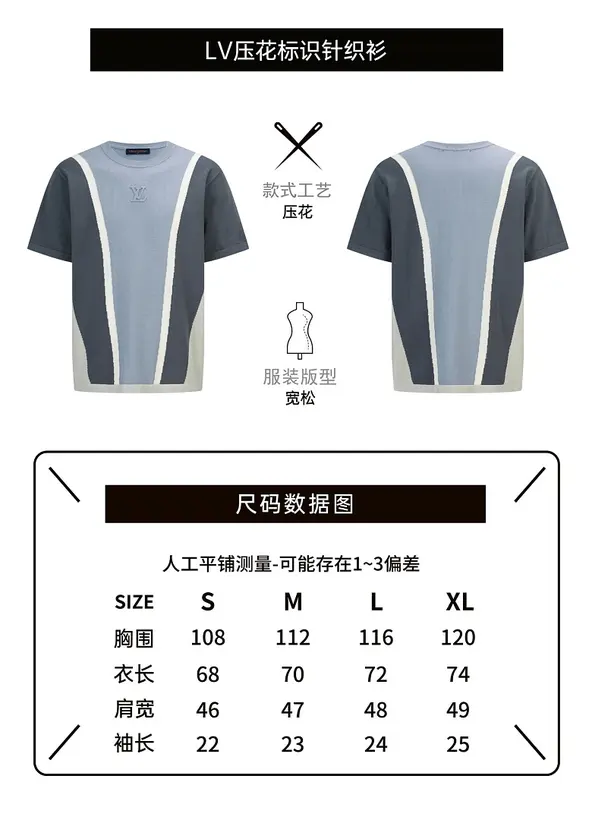 LV压花标识针织衫
LV
款式工艺
压花
服装版型
宽松
尺码数据图
人工平铺测量-可能存在1~3偏差
SIZE S M L XL
胸围 108 112 116 120
衣长 68 70 72 74
肩宽 46 47 48 49
袖长 22 23 24 25